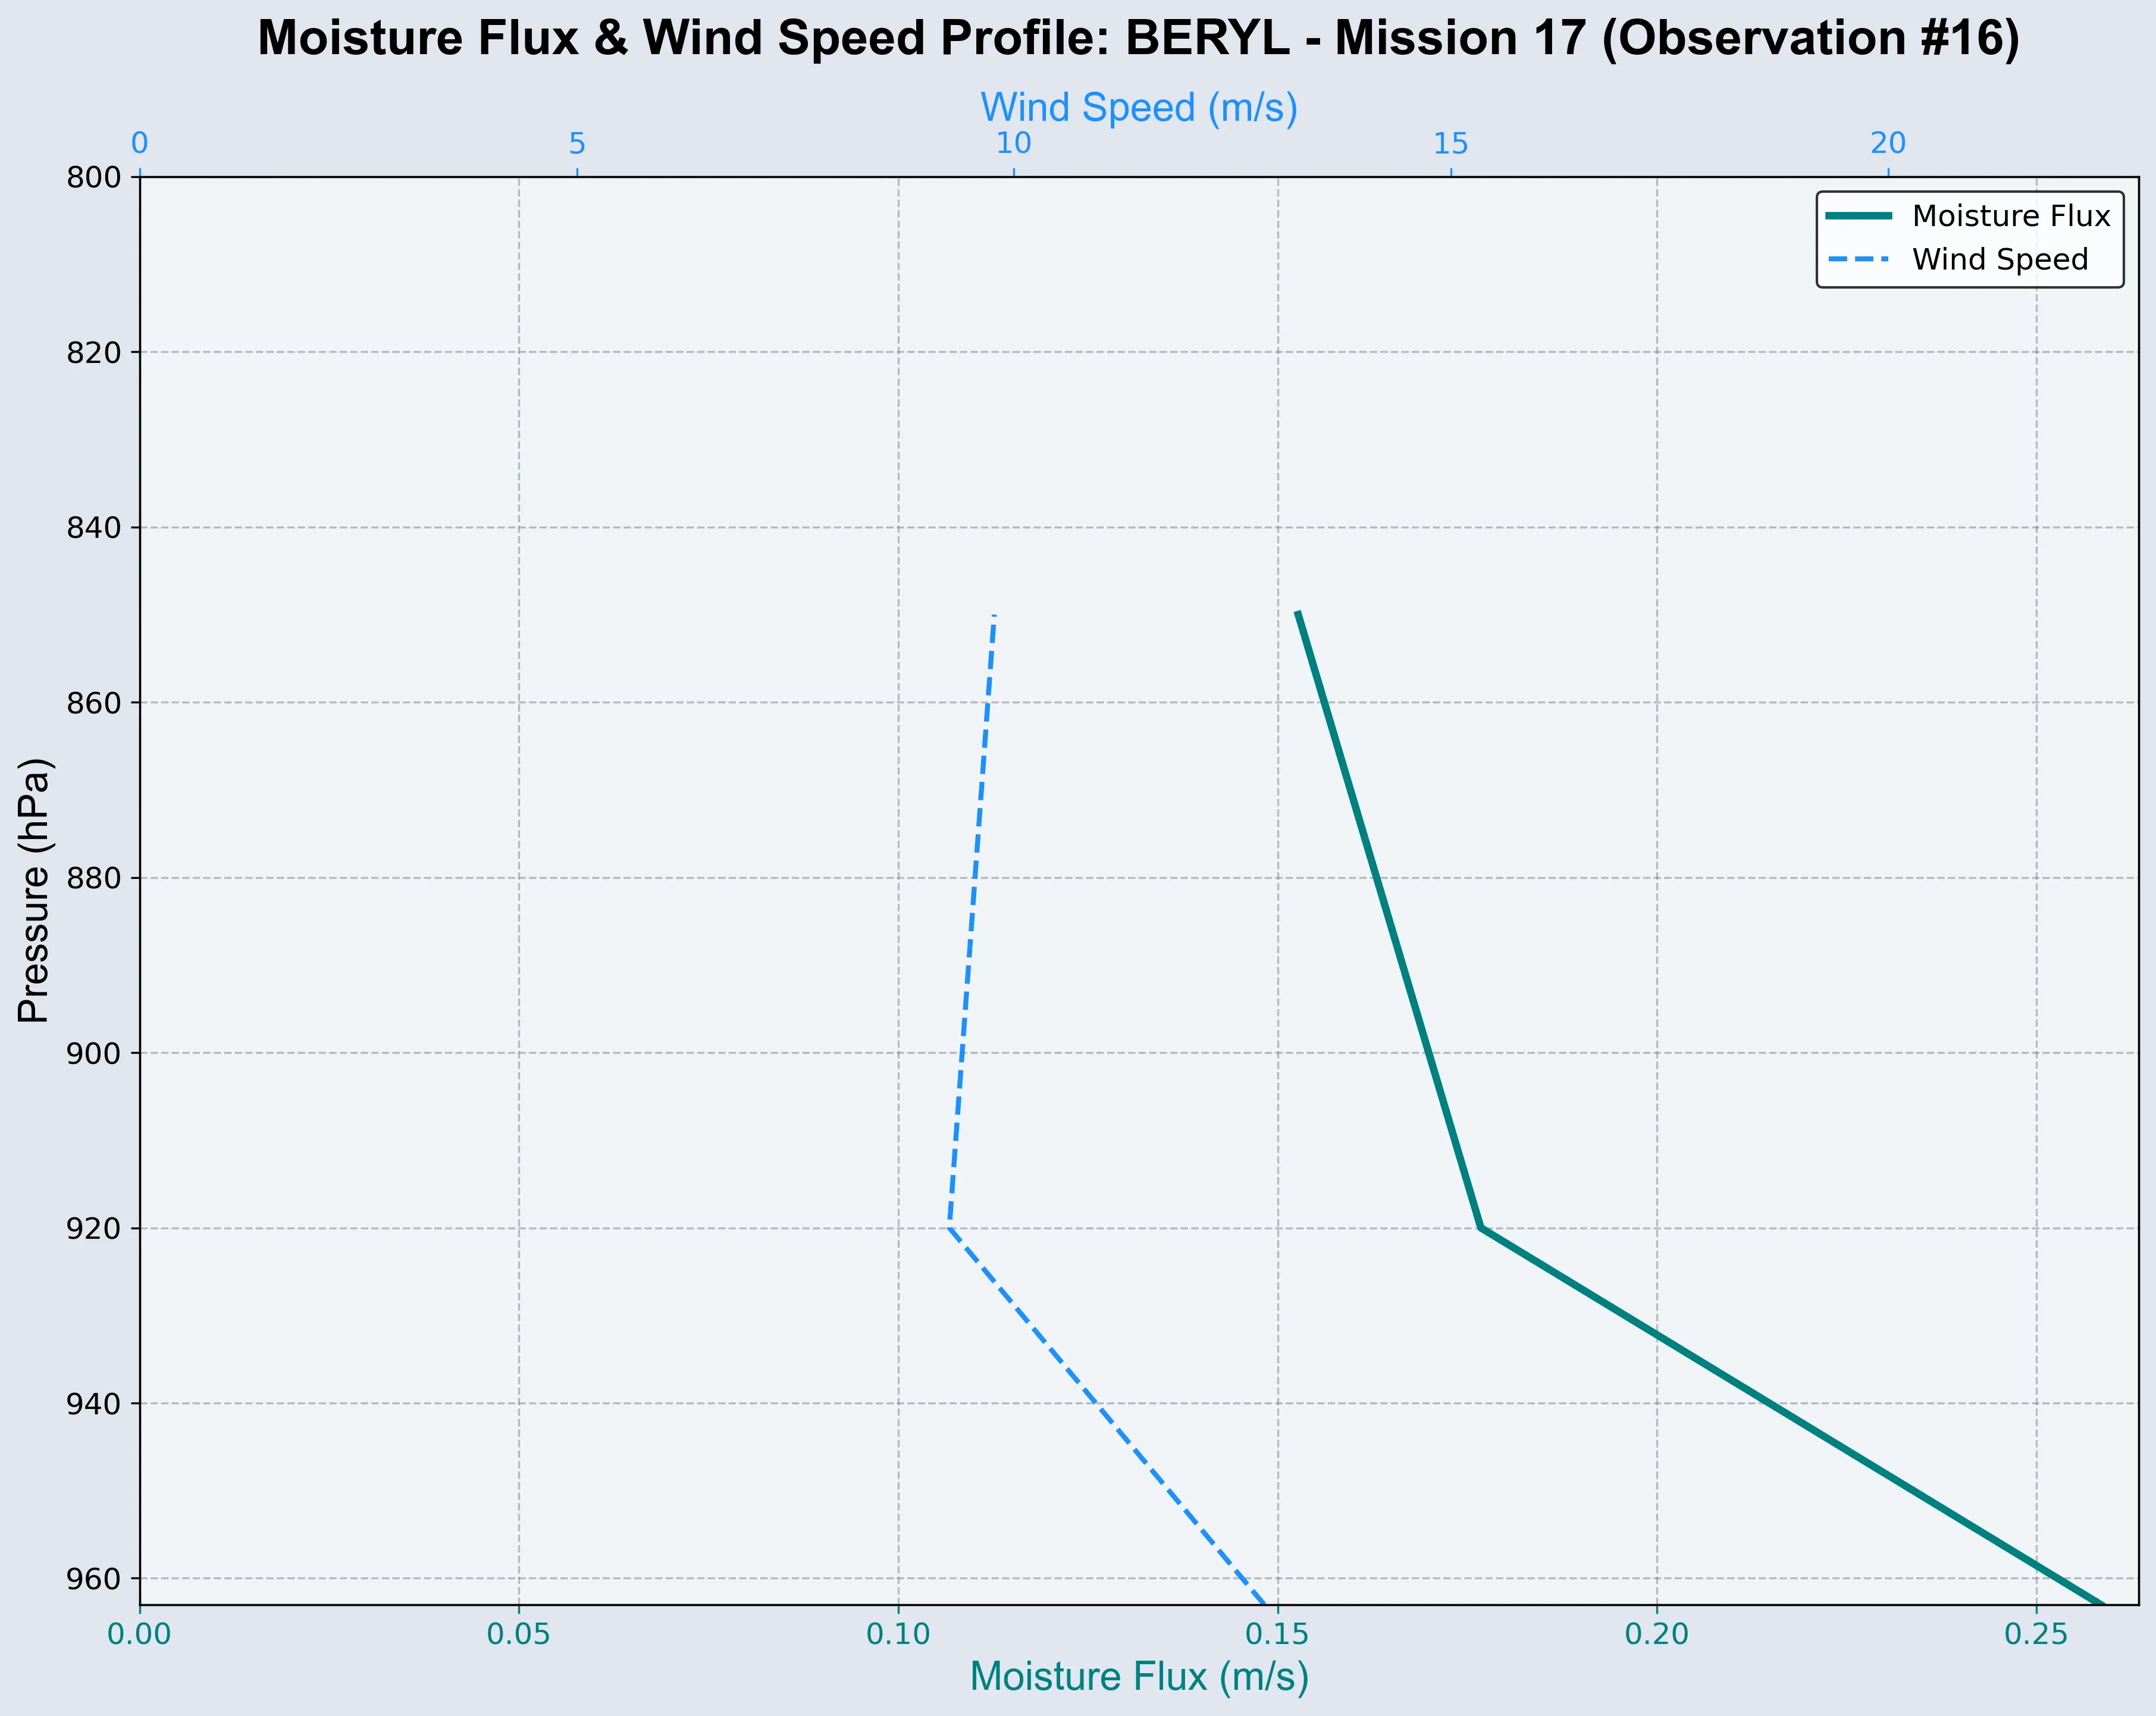 Moisture Flux & Wind Speed Profile: BERYL - Mission 17 (Observation #16)
Wind Speed (m/s)
0 5 10 15 20
Moisture Flux
Wind Speed
Pressure (hPa)
800
820
840
860
880
900
920
940
960
0.00 0.05 0.10 0.15 0.20 0.25
Moisture Flux (m/s)